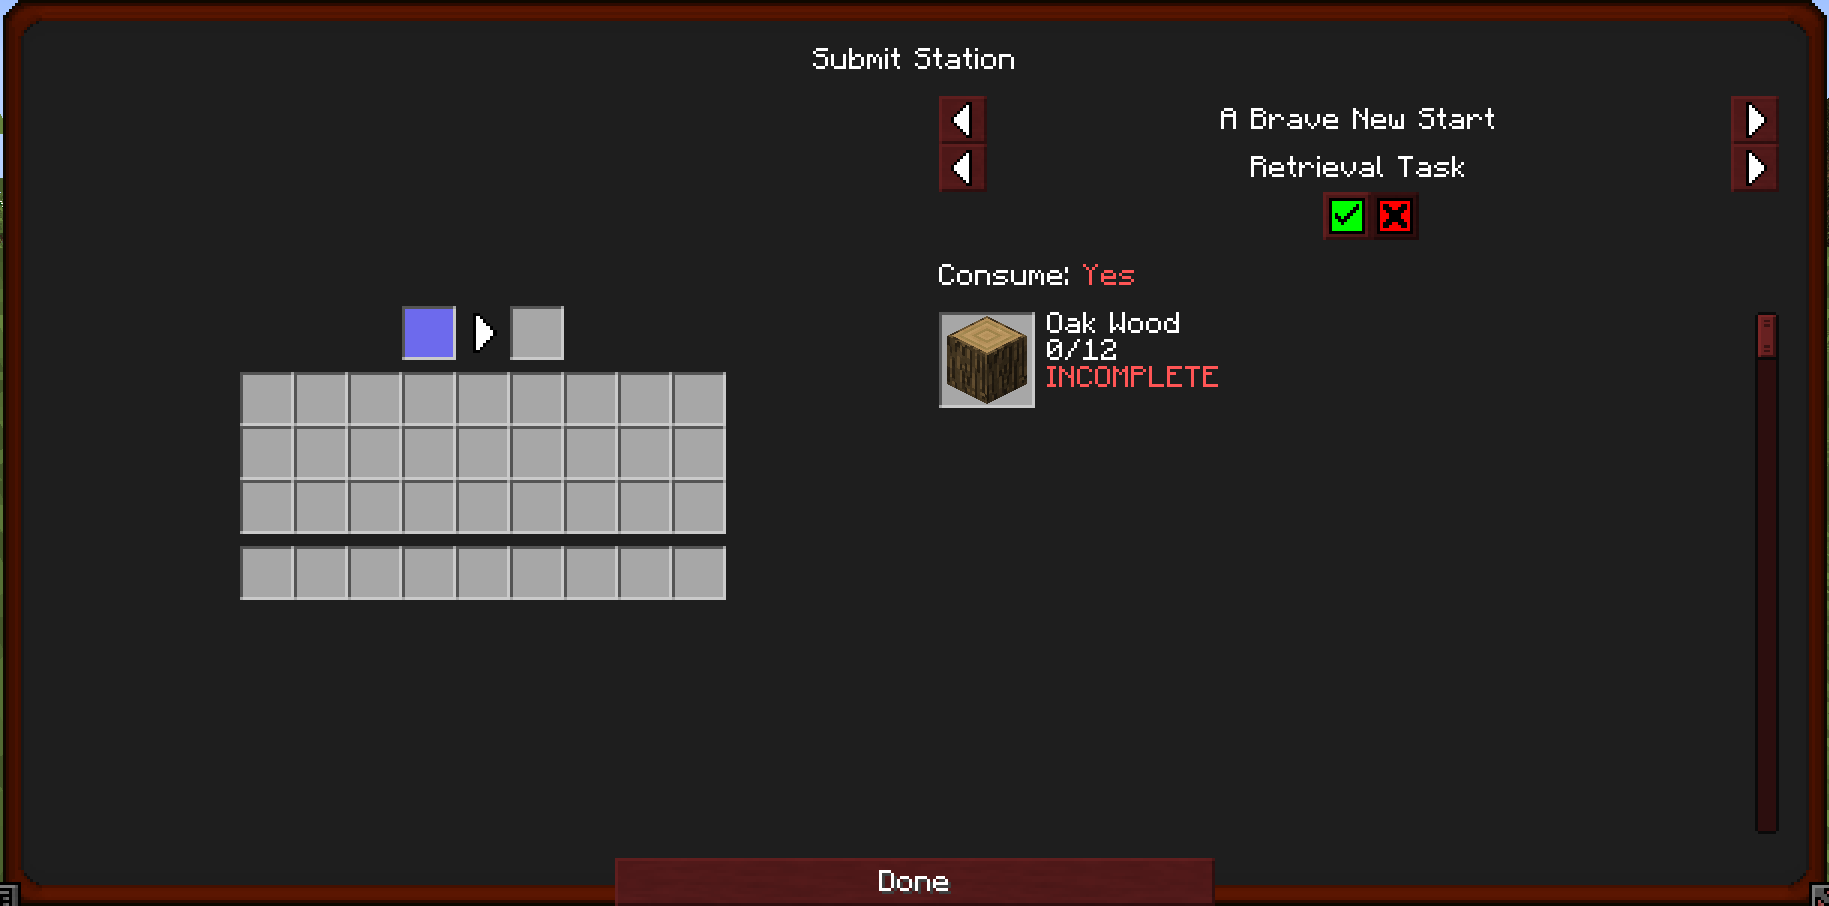 Submit Station
A Brave New Start
Retrieval Task
Consume: Yes
Oak Wood
0/12
INCOMPLETE
Done